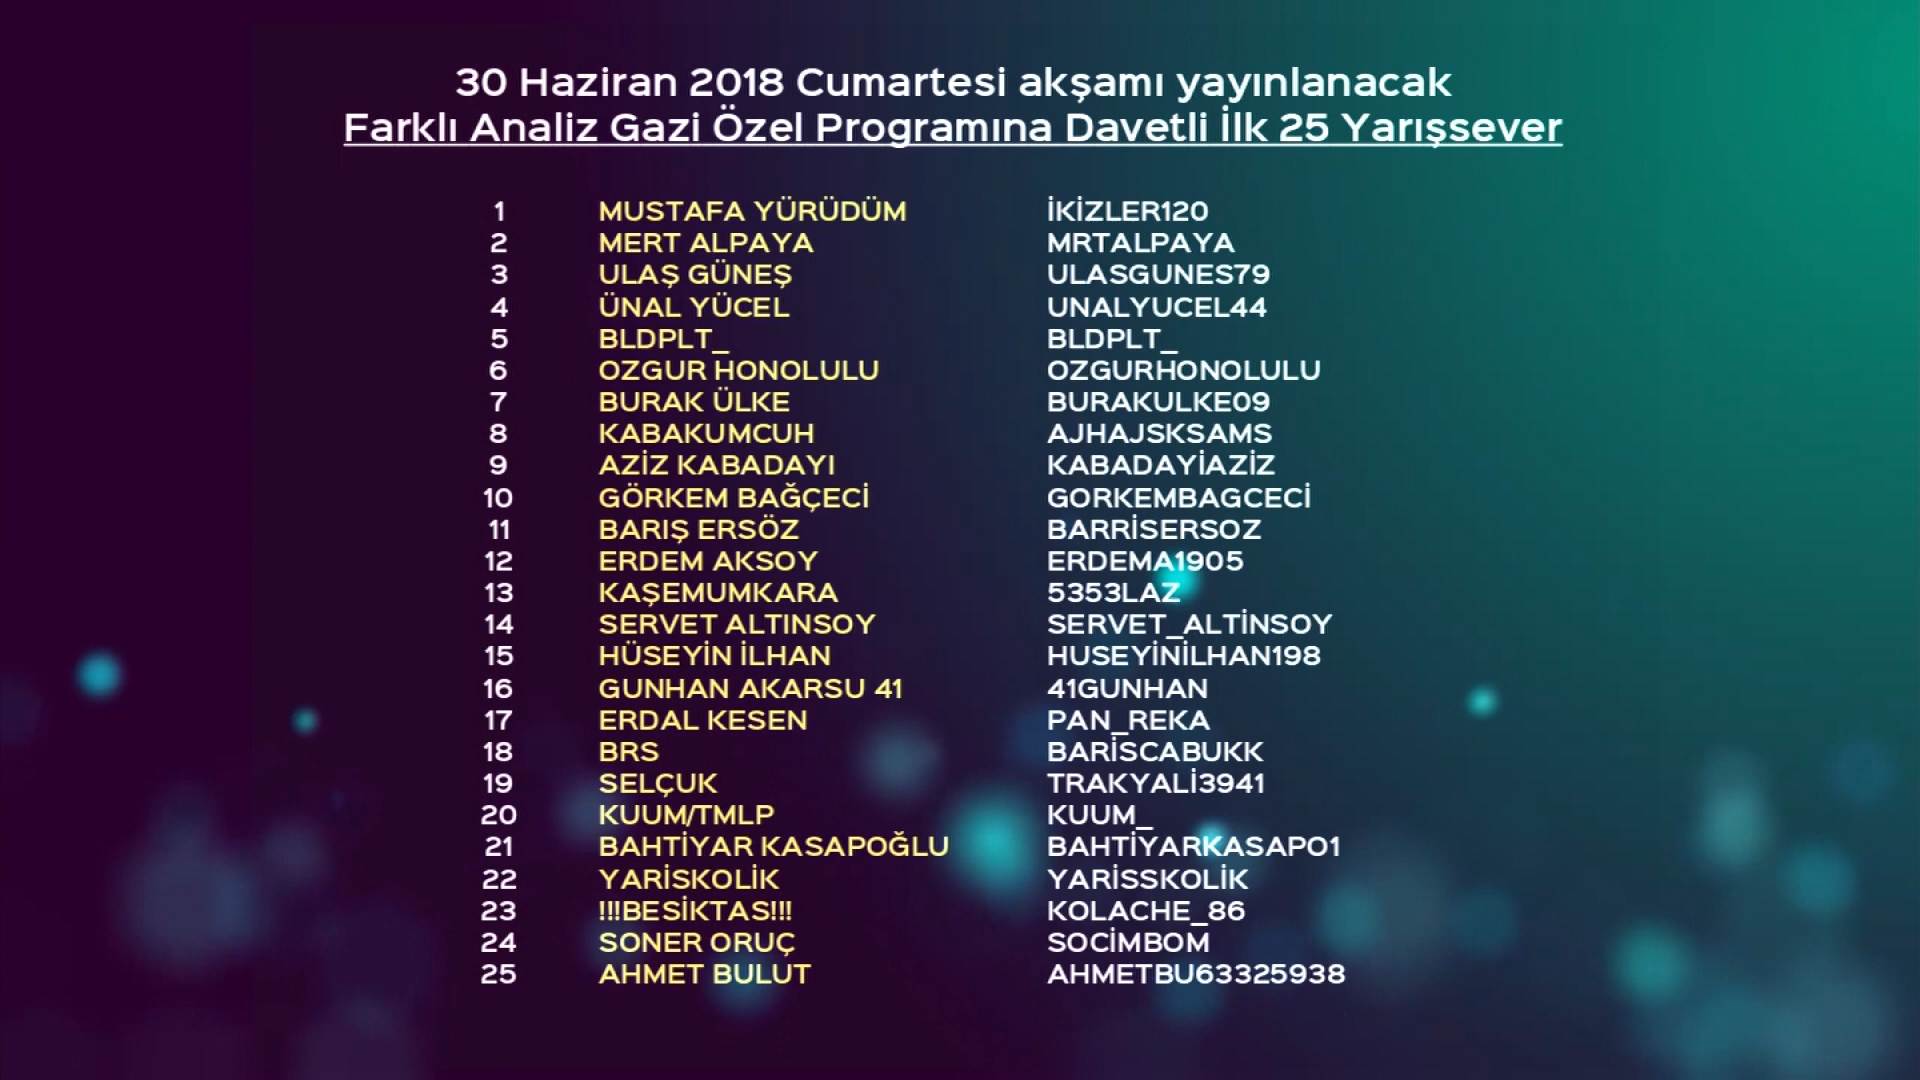 30 Haziran 2018 Cumartesi akşamı yayınlanacak
Farklı Analiz Gazi Özel Programına Davetli İlk 25 Yarışsever
1 MUSTAFA YÜRÜDÜM İKİZLER120
2 MERT ALPAYA MRTALPAYA
3 ULAŞ GÜNEŞ ULASGUNES79
4 ÜNAL YÜCEL UNALYUCEL44
5 BLDPLT_ BLDPLT_
6 OZGUR HONOLULU OZGURHONOLULU
7 BURAK ÜLKE BURAKULKE09
8 KABAKUMCUH AJHAJSKSAMS
9 AZİZ KABADAYI KABADAYİAZİZ
10 GÖRKEM BAĞÇECİ GORKEMBAGCECİ
11 BARIŞ ERSÖZ BARRİSERSOZ
12 ERDEM AKSOY ERDEMA1905
13 KAŞEMUMKARA 5353LAZ
14 SERVET ALTINSOY SERVET_ALTİNSOY
15 HÜSEYİN İLHAN HUSEYİNİLHAN198
16 GUNHAN AKARSU 41 41GUNHAN
17 ERDAL KESEN PAN_REKA
18 BRS BARİSCABUKK
19 SELÇUK TRAKYALİ3941
20 KUUM/TMLP KUUM_
21 BAHTİYAR KASAPOĞLU BAHTİYARKASAPO1
22 YARİSKOLİK YARİSSKOLİK
23 !!!BESİKTAS!!! KOLACHE_86
24 SONER ORUÇ SOCİMBOM
25 AHMET BULUT AHMETBU63325938